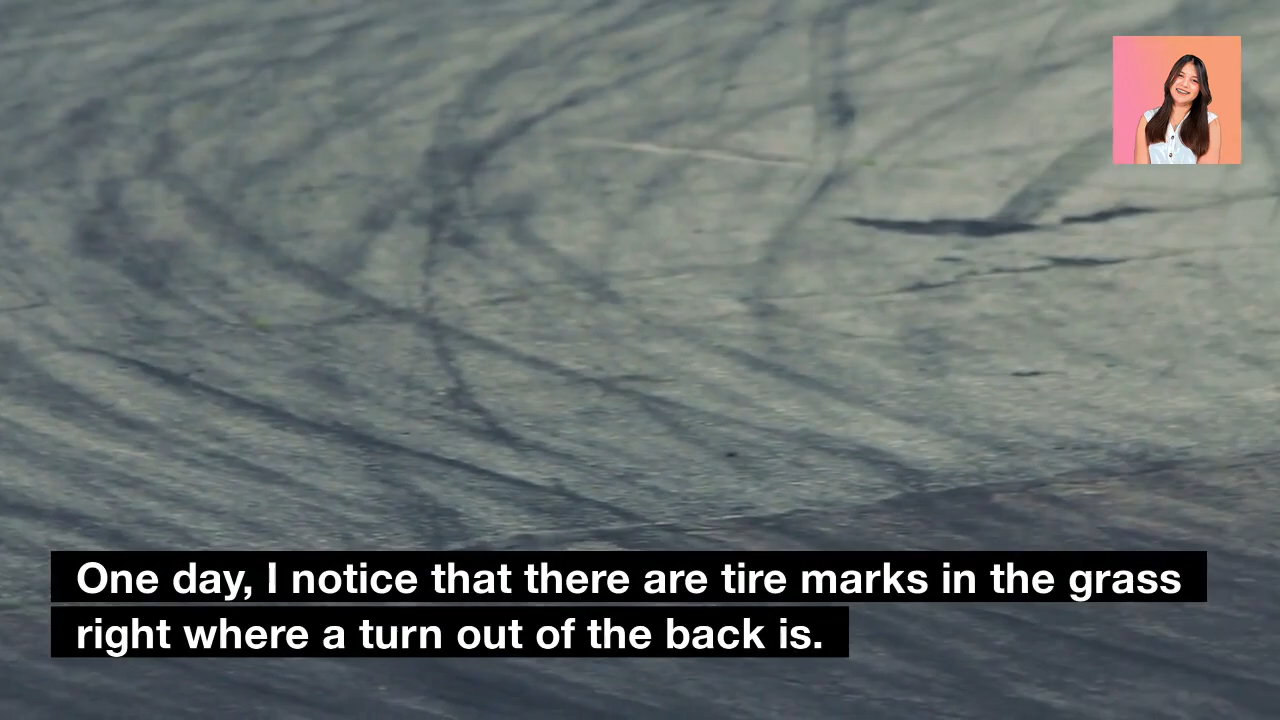 One day, I notice that there are tire marks in the grass
right where a turn out of the back is.